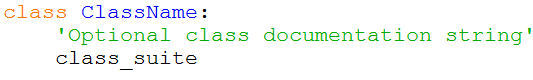 class ClassName:
    'Optional class documentation string'
    class_suite